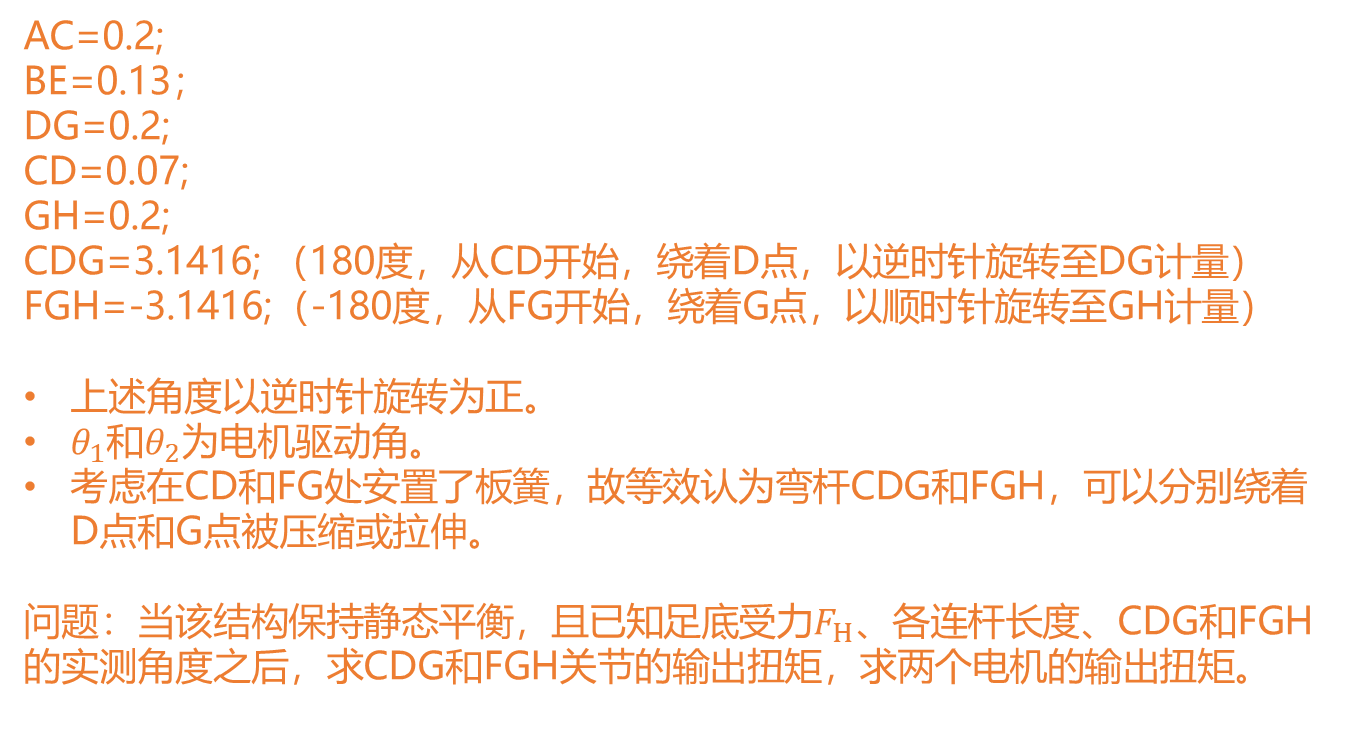 AC=0.2;
BE=0.13;
DG=0.2;
CD=0.07;
GH=0.2;
CDG=3.1416; （180度，从CD开始，绕着D点，以逆时针旋转至DG计量）
FGH=-3.1416;（-180度，从FG开始，绕着G点，以顺时针旋转至GH计量）
• 上述角度以逆时针旋转为正。
• θ₁和θ₂为电机驱动角。
• 考虑在CD和FG处安置了板簧，故等效认为弯杆CDG和FGH，可以分别绕着
D点和G点被压缩或拉伸。
问题：当该结构保持静态平衡，且已知足底受力F_H、各连杆长度、CDG和FGH
的实测角度之后，求CDG和FGH关节的输出扭矩，求两个电机的输出扭矩。